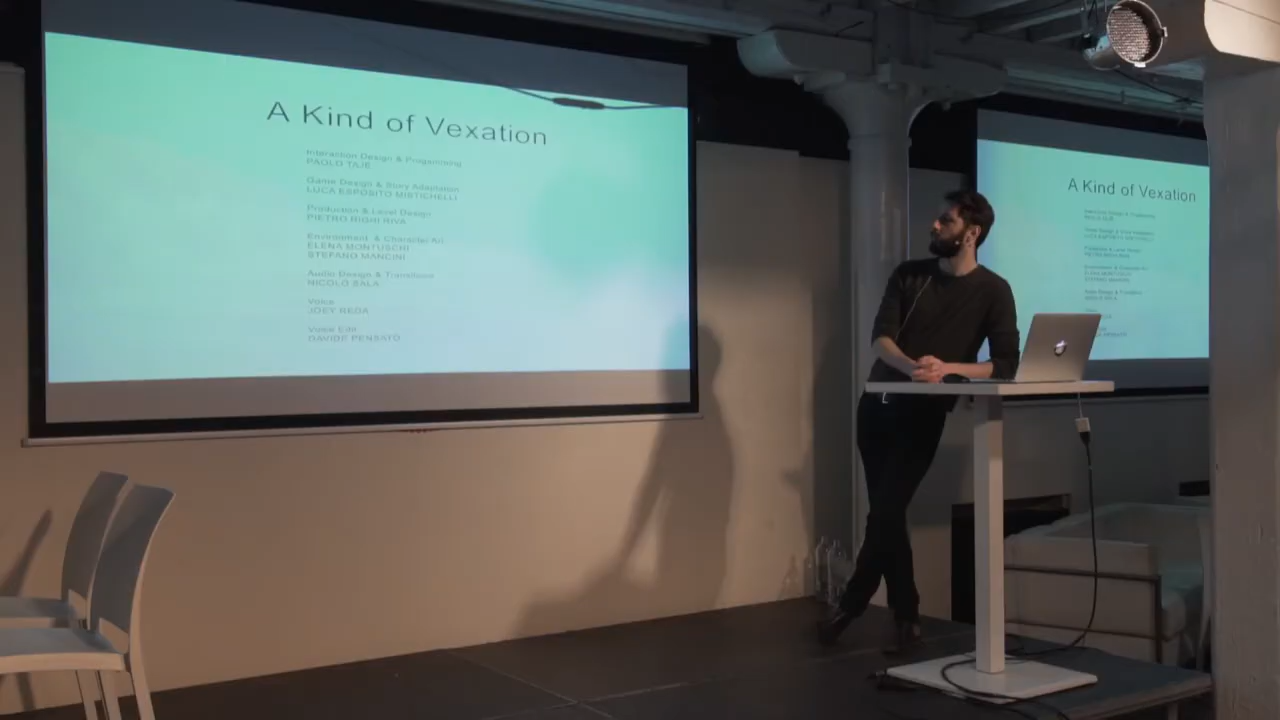 A Kind of Vexation
Interaction Design & Progamming
PAOLO TAJE
Game Design & Story Adaptation
LUCA ESPOSITO MISTICHELLI
Production & Level Design
PIETRO RIGHI RIVA
Environment & Character Art
ELENA MONTUSCHI
STEFANO MANCINI
Audio Design & Transitions
NICOLO SALA
Voice
JOEY REDA
Voice Edit
DAVIDE PENSATO
A Kind of Vexation